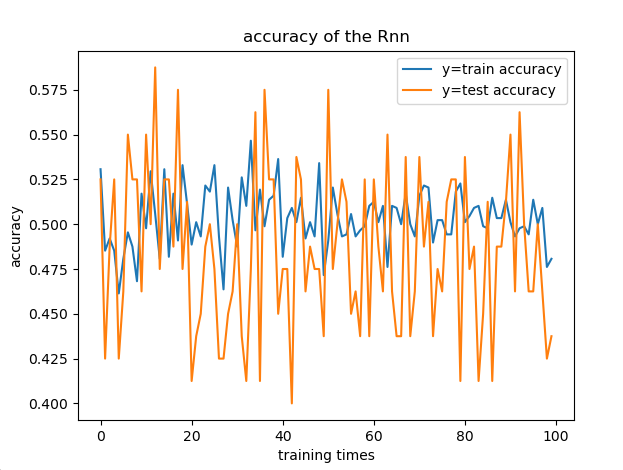 accuracy of the Rnn
y=train accuracy
y=test accuracy
accuracy
0.575
0.550
0.525
0.500
0.475
0.450
0.425
0.400
0
20
40
60
80
100
training times